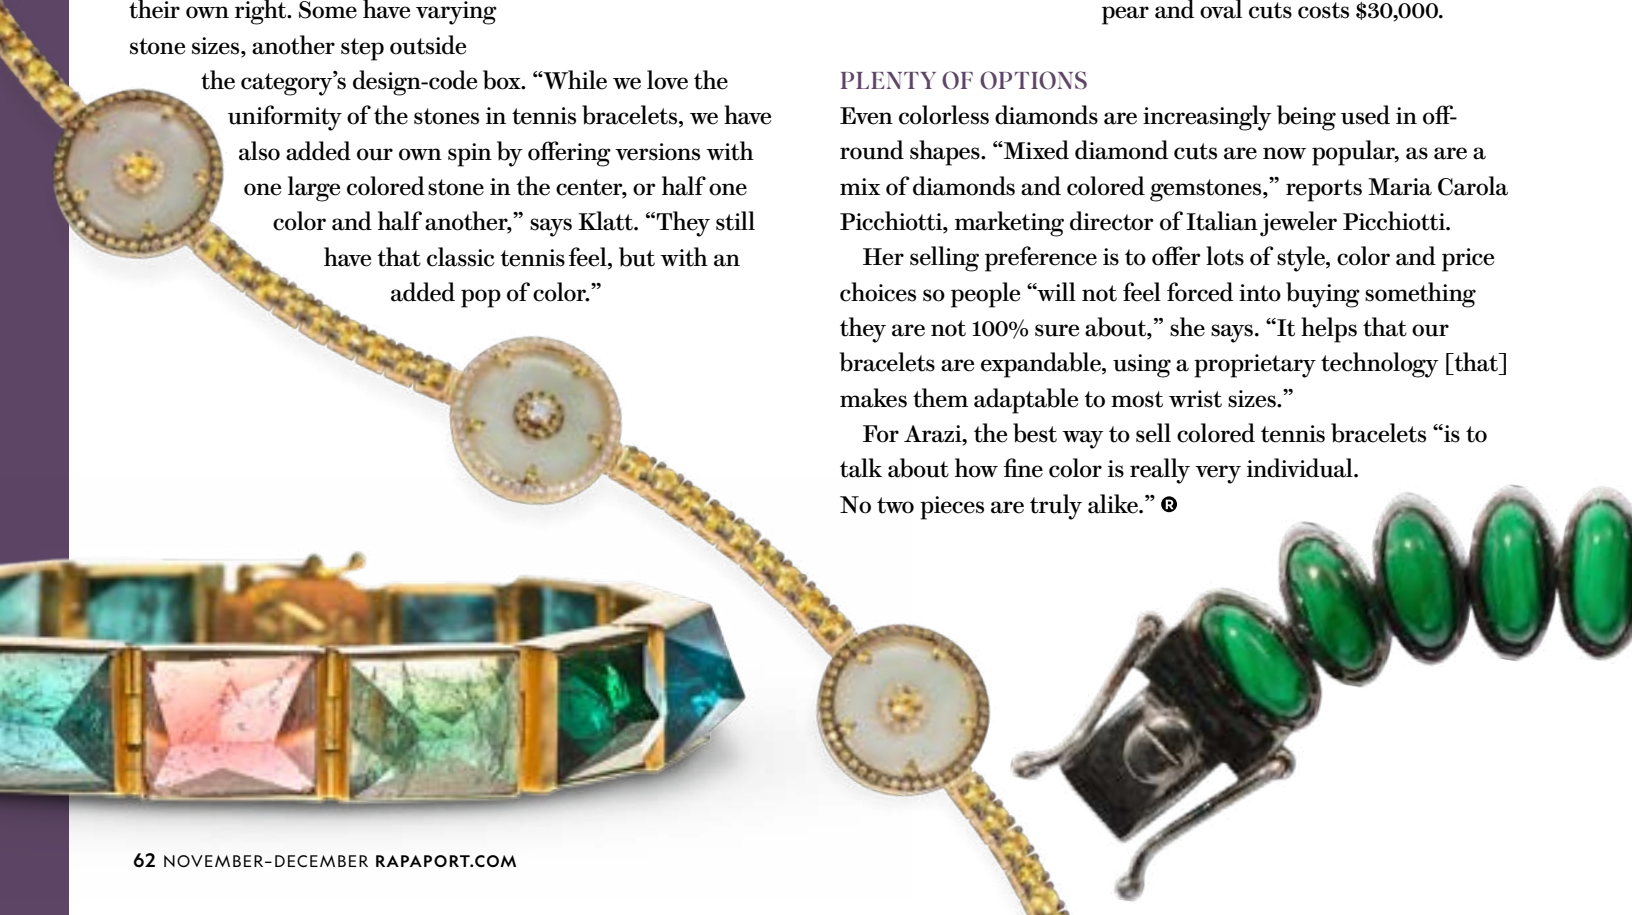 their own right. Some have varying
stone sizes, another step outside
the category’s design-code box. “While we love the
uniformity of the stones in tennis bracelets, we have
also added our own spin by offering versions with
one large colored stone in the center, or half one
color and half another,” says Klatt. “They still
have that classic tennis feel, but with an
added pop of color.”
pear and oval cuts costs $30,000.
PLENTY OF OPTIONS
Even colorless diamonds are increasingly being used in off-
round shapes. “Mixed diamond cuts are now popular, as are a
mix of diamonds and colored gemstones,” reports Maria Carola
Picchiotti, marketing director of Italian jeweler Picchiotti.
Her selling preference is to offer lots of style, color and price
choices so people “will not feel forced into buying something
they are not 100% sure about,” she says. “It helps that our
bracelets are expandable, using a proprietary technology [that]
makes them adaptable to most wrist sizes.”
For Arazi, the best way to sell colored tennis bracelets “is to
talk about how fine color is really very individual.
No two pieces are truly alike.” R
62 NOVEMBER–DECEMBER RAPAPORT.COM